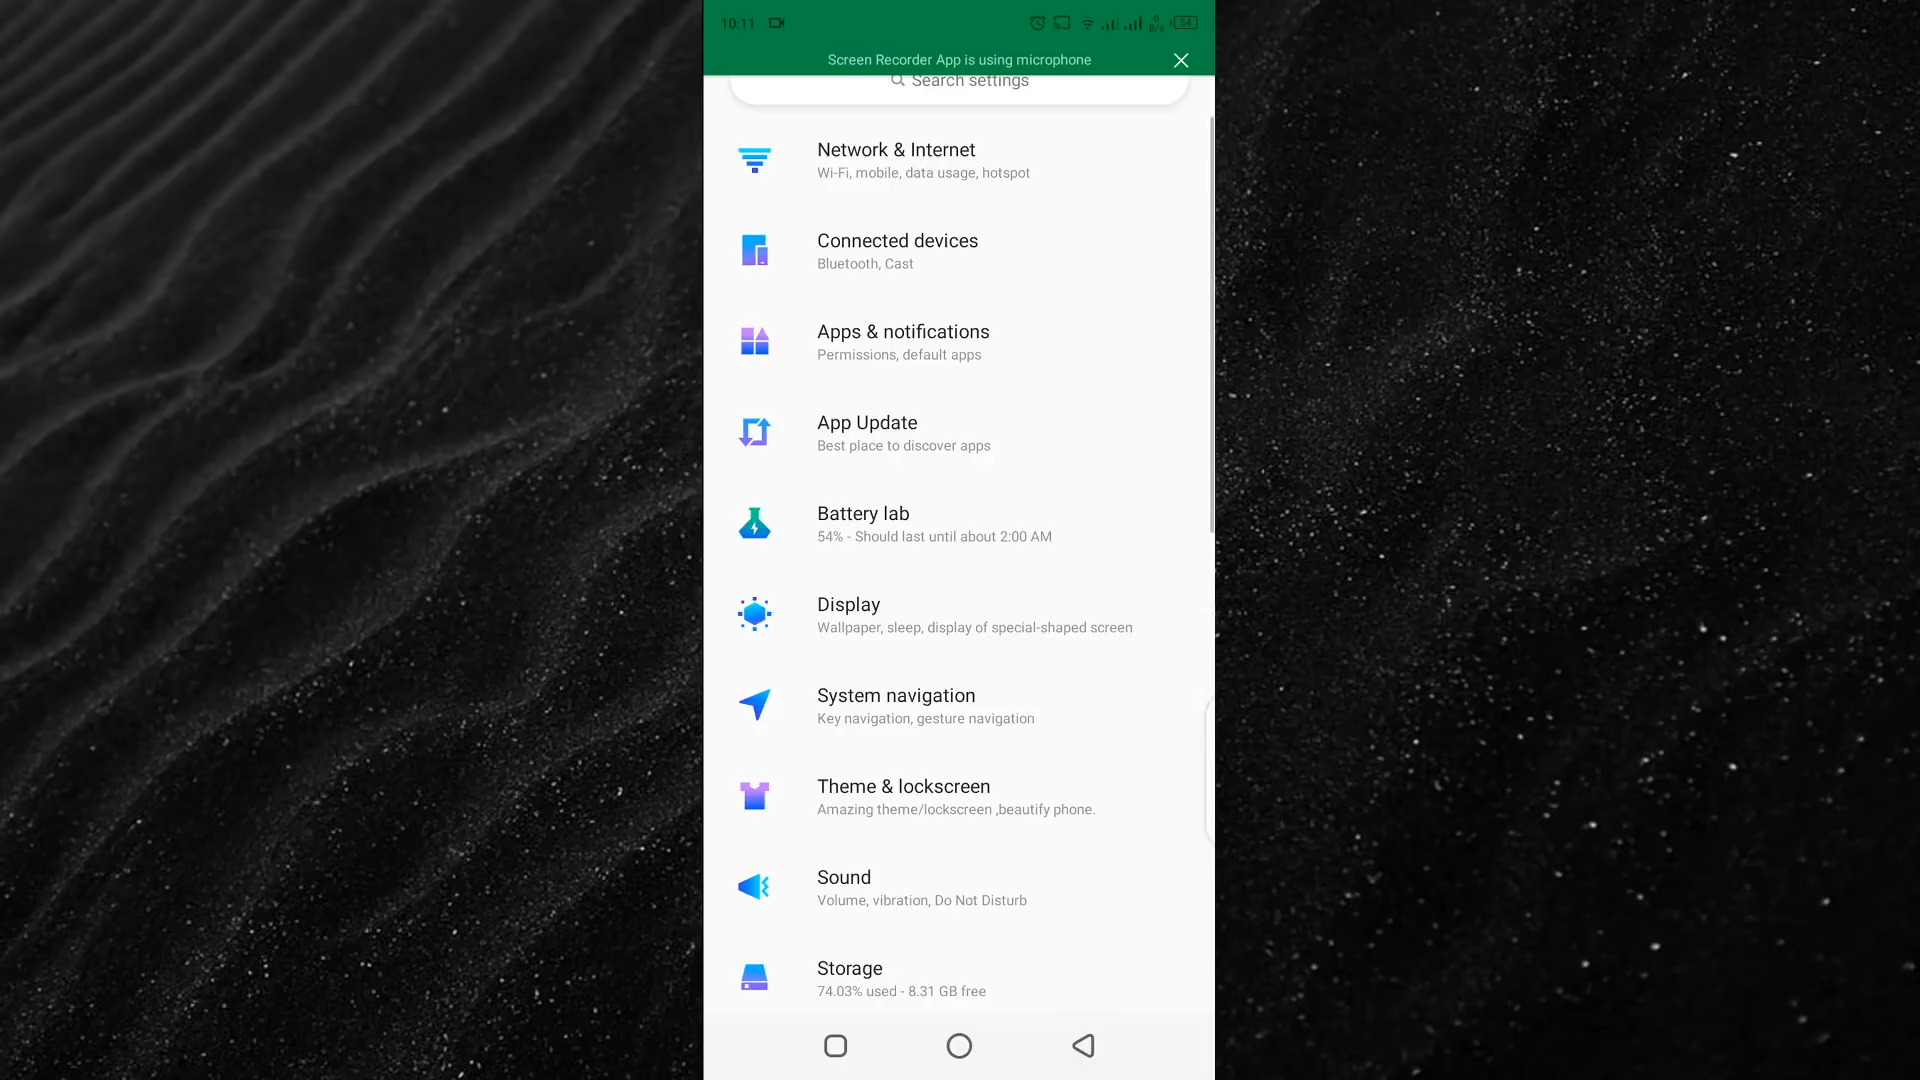 10:11
0
B/s
54
Screen Recorder App is using microphone
Search settings
Network & Internet
Wi-Fi, mobile, data usage, hotspot
Connected devices
Bluetooth, Cast
Apps & notifications
Permissions, default apps
App Update
Best place to discover apps
Battery lab
54% - Should last until about 2:00 AM
Display
Wallpaper, sleep, display of special-shaped screen
System navigation
Key navigation, gesture navigation
Theme & lockscreen
Amazing theme/lockscreen ,beautify phone.
Sound
Volume, vibration, Do Not Disturb
Storage
74.03% used - 8.31 GB free